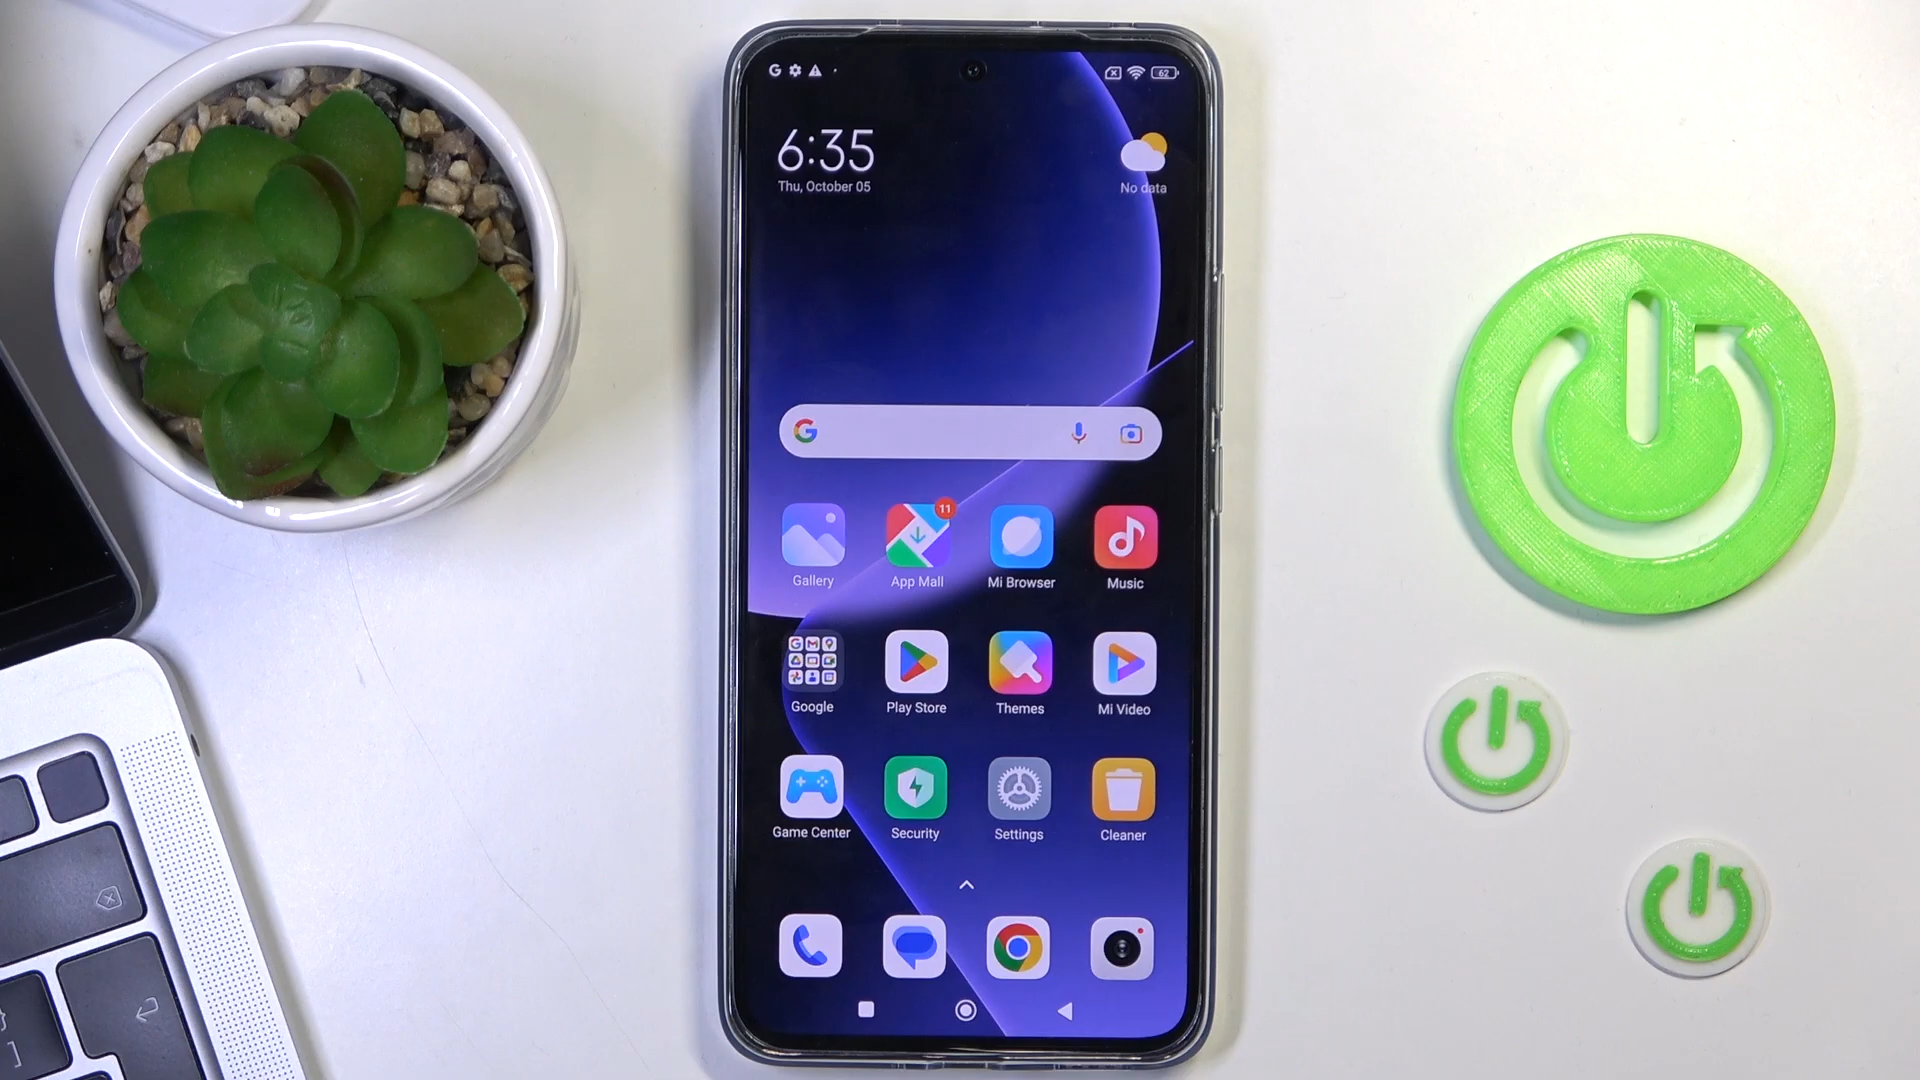 G
62
6:35
Thu, October 05
No data
G
11
Gallery
App Mall
Mi Browser
Music
Google
Play Store
Themes
Mi Video
Game Center
Security
Settings
Cleaner